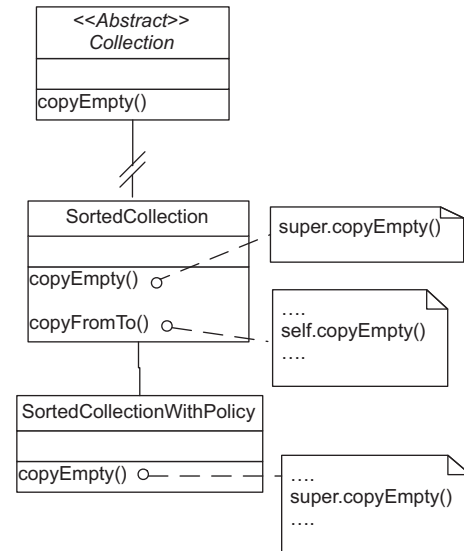 <<Abstract>>
Collection
copyEmpty()
SortedCollection
copyEmpty()
copyFromTo()
super.copyEmpty()
....
self.copyEmpty()
....
SortedCollectionWithPolicy
copyEmpty()
....
super.copyEmpty()
....